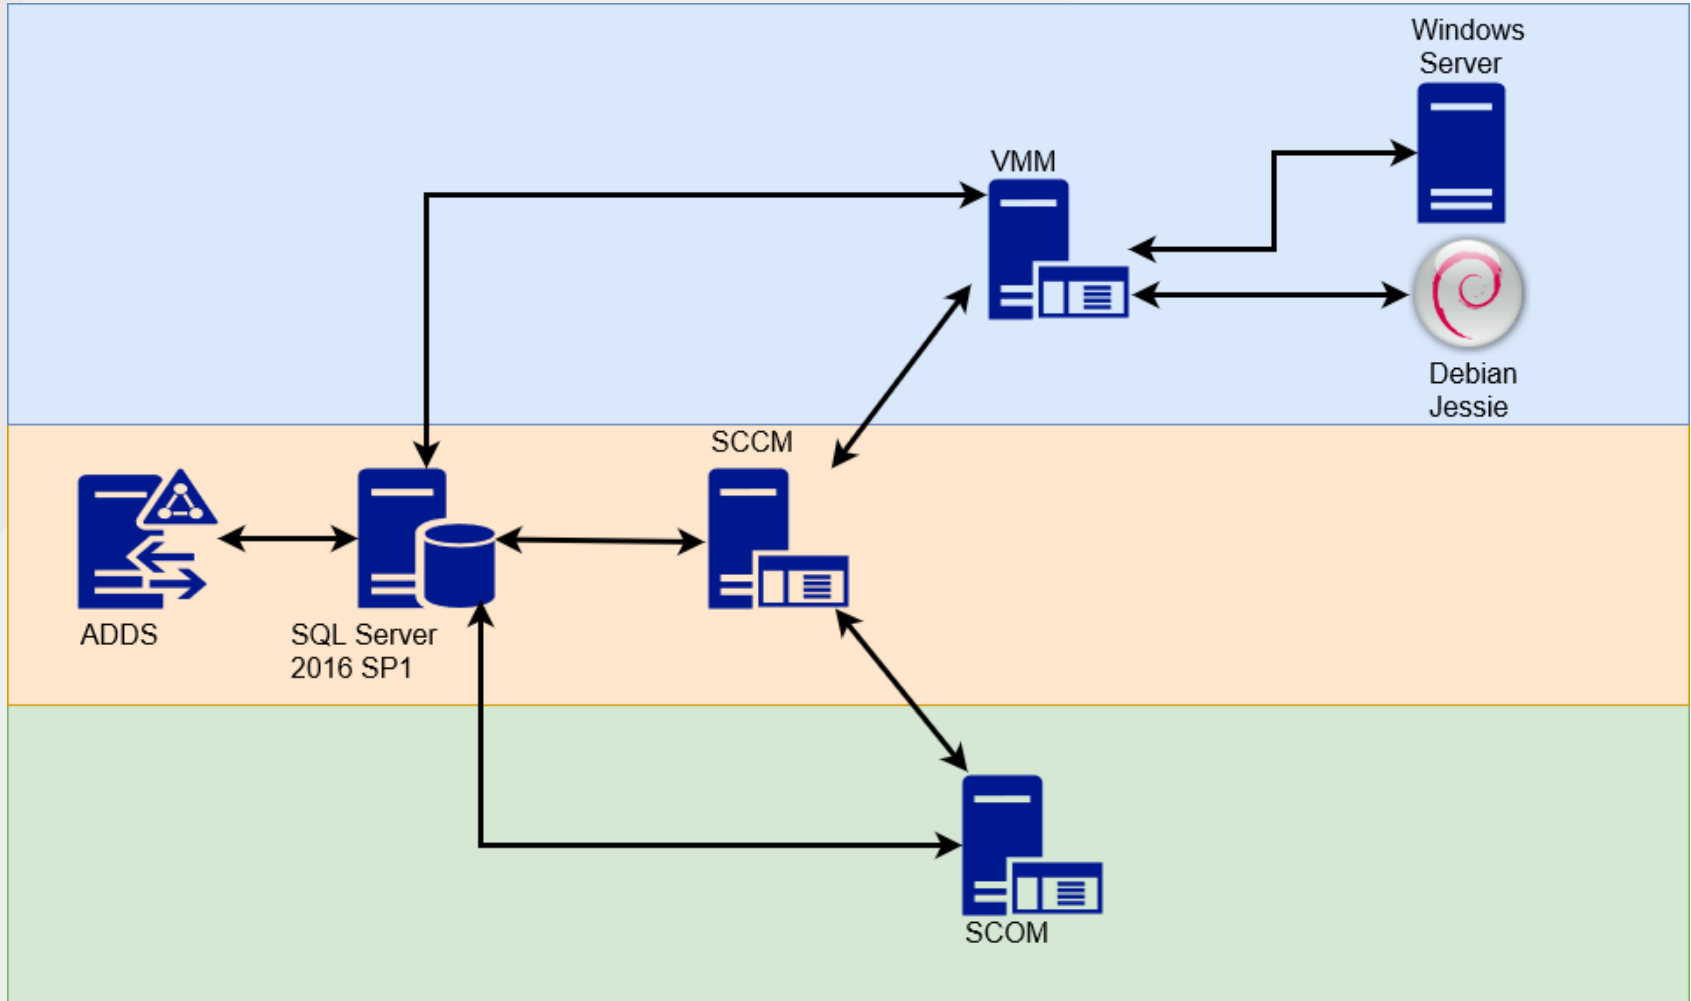 Windows
Server
VMM
Debian
Jessie
SCCM
ADDS
SQL Server
2016 SP1
SCOM